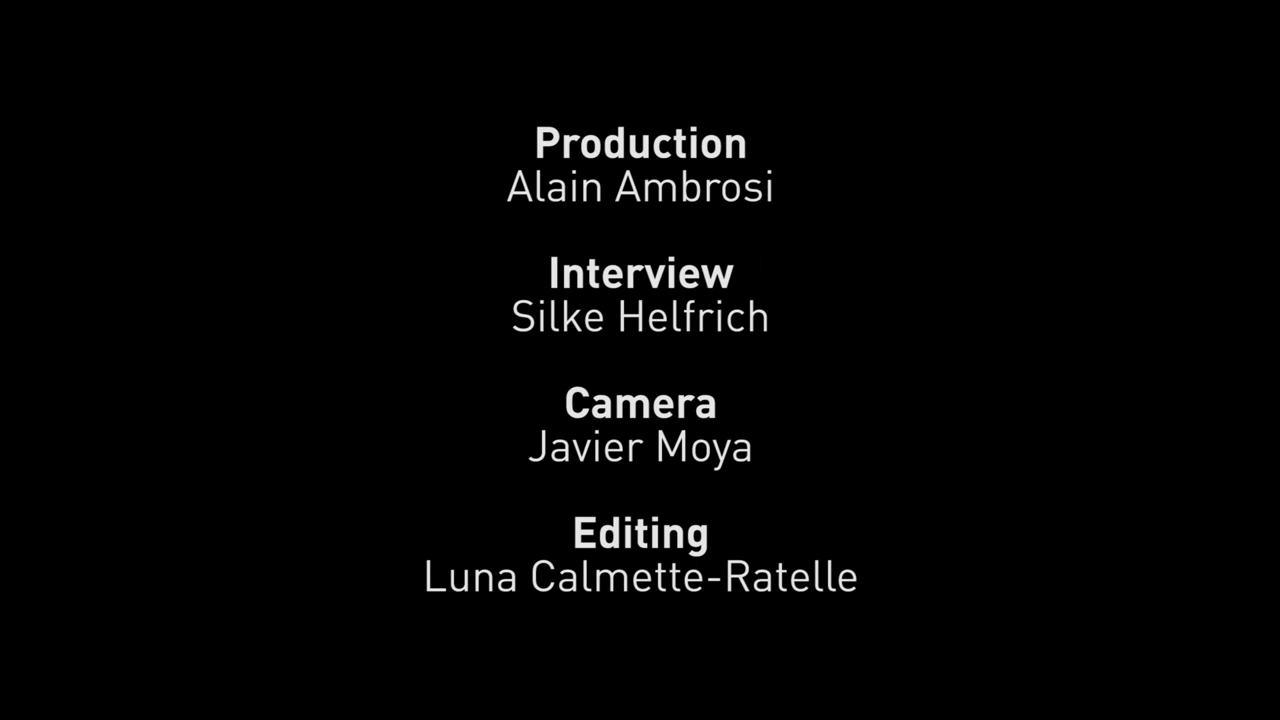 Production
Alain Ambrosi
Interview
Silke Helfrich
Camera
Javier Moya
Editing
Luna Calmette-Ratelle